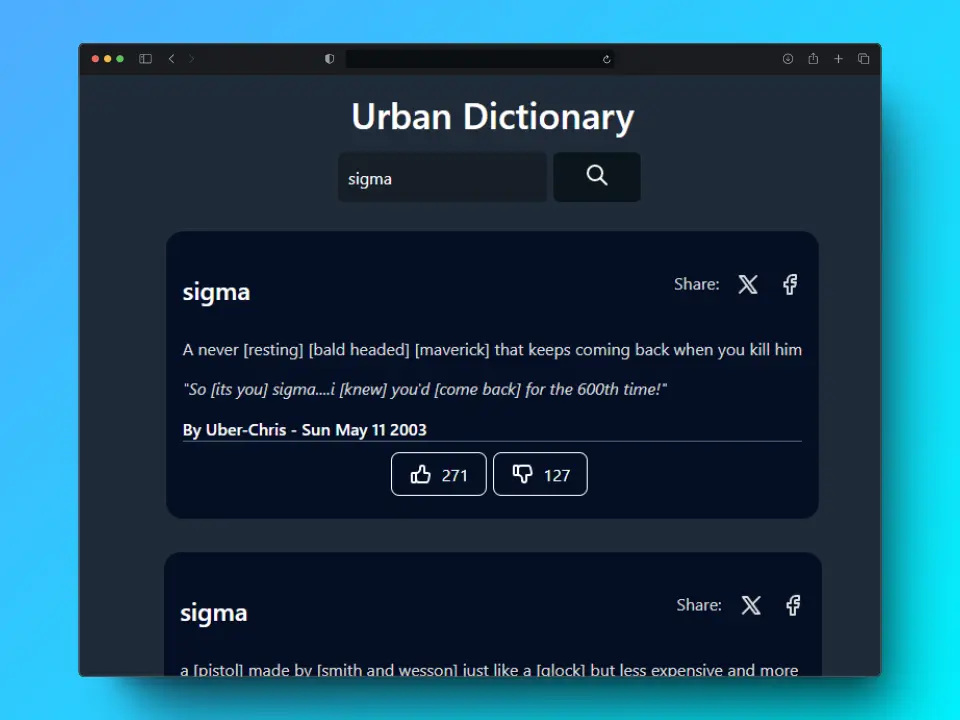 Urban Dictionary
sigma
sigma
Share:
A never [resting] [bald headed] [maverick] that keeps coming back when you kill him
"So [its you] sigma....i [knew] you'd [come back] for the 600th time!"
By Uber-Chris - Sun May 11 2003
271 127
sigma
Share:
a [pistol] made by [smith and wesson] just like a [glock] but less expensive and more